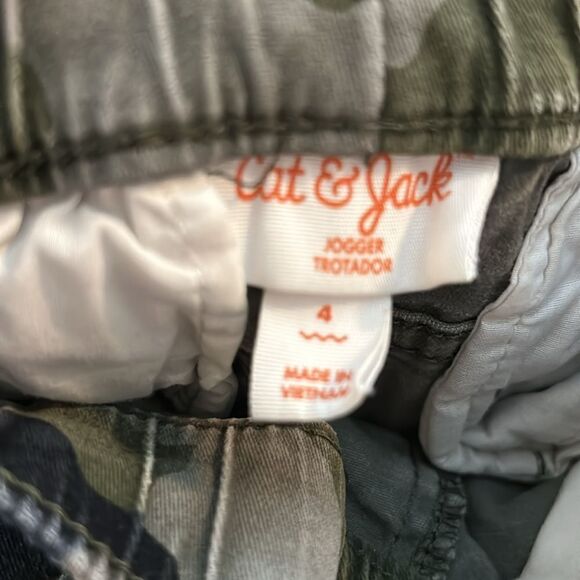 Cat & Jack
JOGGER
TROTADOR
4
MADE IN
VIETNAM